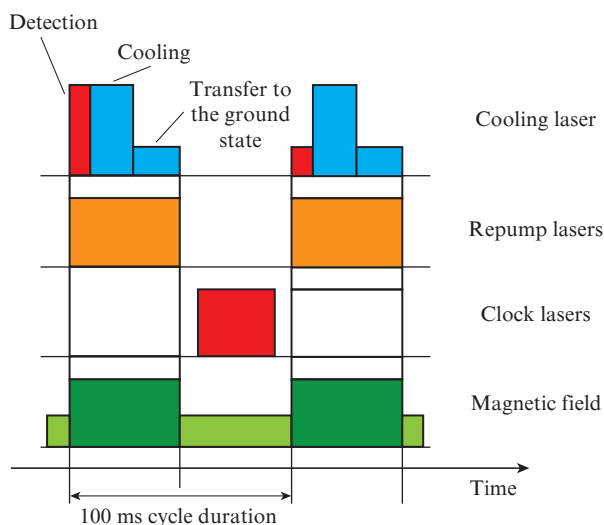 Detection
Cooling
Transfer to
the ground
state
Cooling laser
Repump lasers
Clock lasers
Magnetic field
Time
100 ms cycle duration